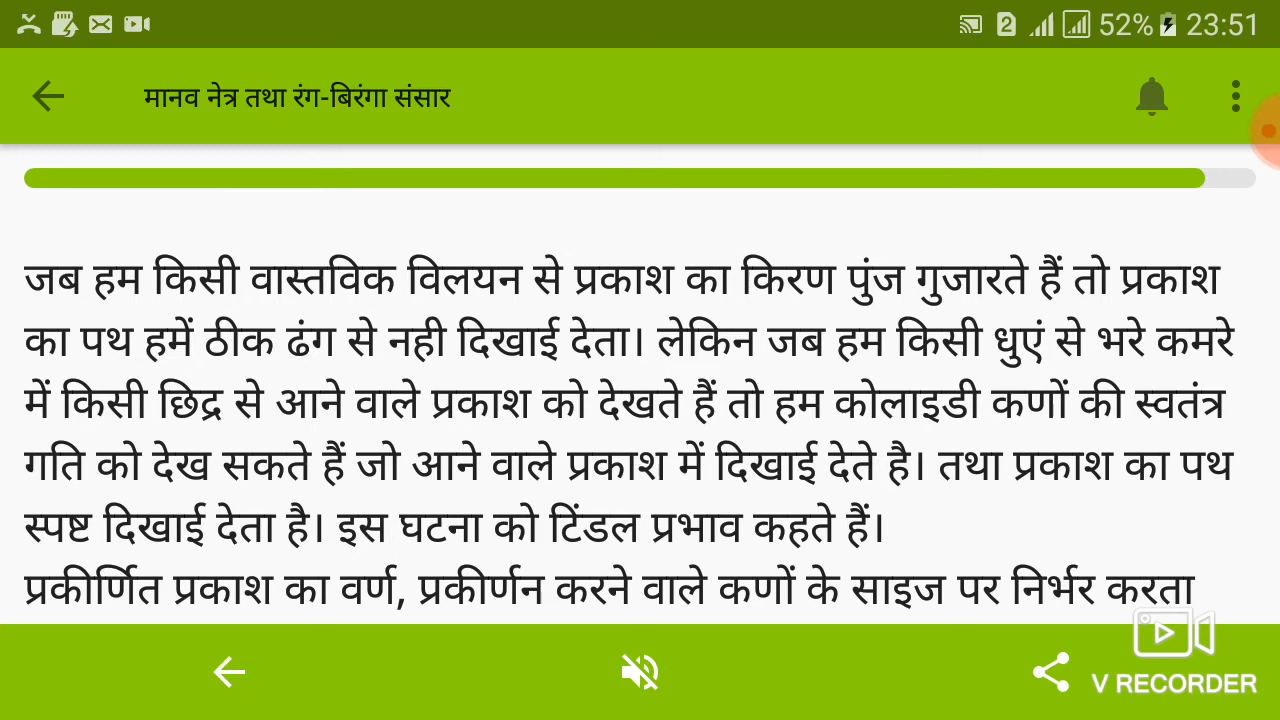 2 52% 23:51
मानव नेत्र तथा रंग-बिरंगा संसार
जब हम किसी वास्तविक विलयन से प्रकाश का किरण पुंज गुजारते हैं तो प्रकाश
का पथ हमें ठीक ढंग से नही दिखाई देता। लेकिन जब हम किसी धुएं से भरे कमरे
में किसी छिद्र से आने वाले प्रकाश को देखते हैं तो हम कोलाइडी कणों की स्वतंत्र
गति को देख सकते हैं जो आने वाले प्रकाश में दिखाई देते है। तथा प्रकाश का पथ
स्पष्ट दिखाई देता है। इस घटना को टिंडल प्रभाव कहते हैं।
प्रकीर्णित प्रकाश का वर्ण, प्रकीर्णन करने वाले कणों के साइज पर निर्भर करता
V RECORDER